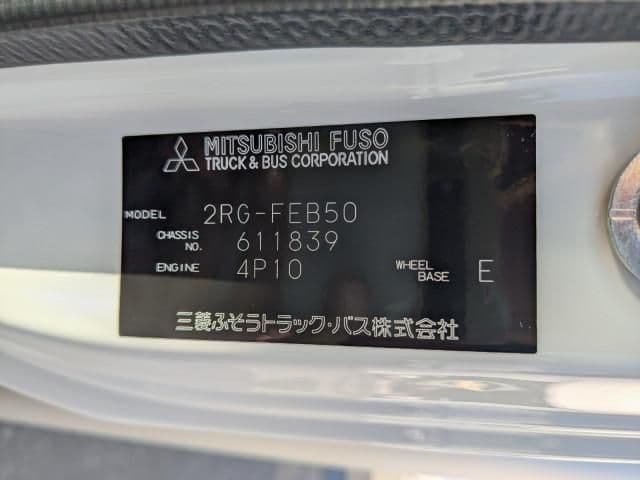 MITSUBISHI FUSO
TRUCK & BUS CORPORATION
MODEL 2RG-FEB50
CHASSIS NO. 611839
ENGINE 4P10 WHEEL BASE E
三菱ふそうトラック・バス株式会社